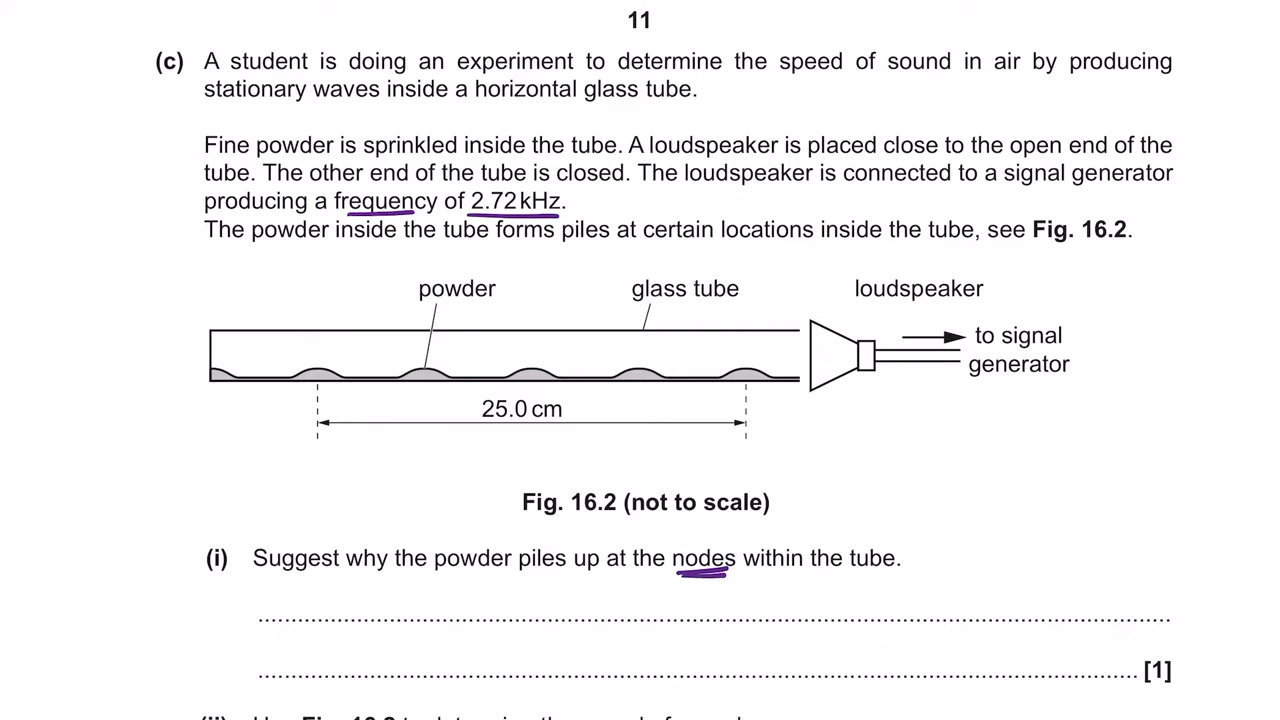 11
(c) A student is doing an experiment to determine the speed of sound in air by producing
stationary waves inside a horizontal glass tube.
Fine powder is sprinkled inside the tube. A loudspeaker is placed close to the open end of the
tube. The other end of the tube is closed. The loudspeaker is connected to a signal generator
producing a frequency of 2.72 kHz.
The powder inside the tube forms piles at certain locations inside the tube, see Fig. 16.2.
powder glass tube loudspeaker
to signal
generator
25.0 cm
Fig. 16.2 (not to scale)
(i) Suggest why the powder piles up at the nodes within the tube.
[1]